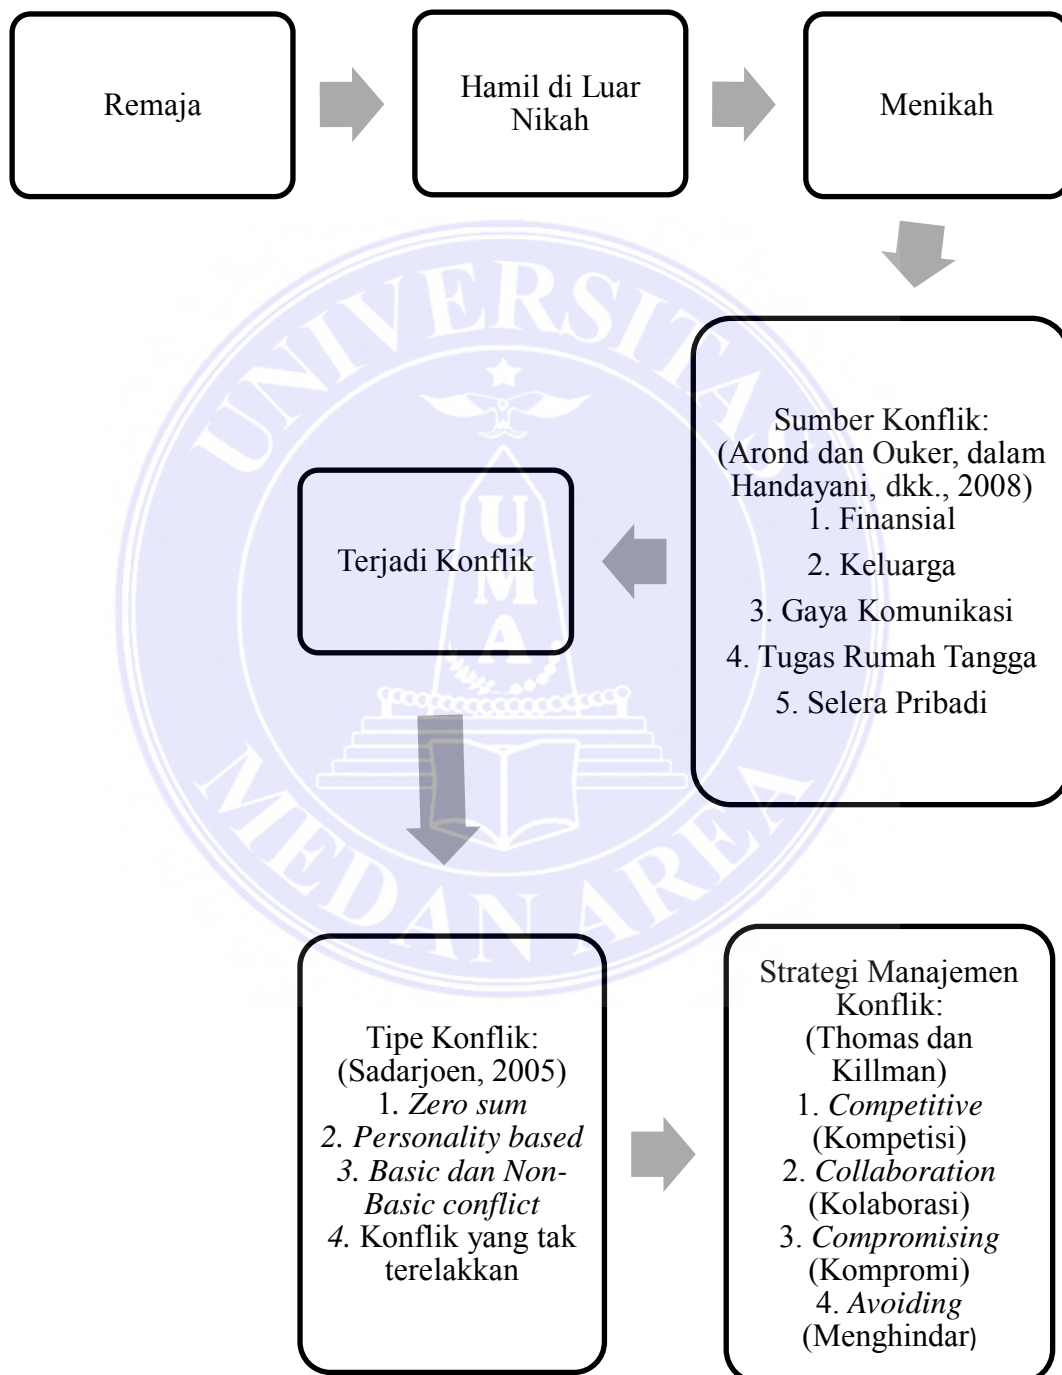 Remaja
Hamil di Luar
Nikah
Menikah
Sumber Konflik:
(Arond dan Ouker, dalam
Handayani, dkk., 2008)
1. Finansial
2. Keluarga
3. Gaya Komunikasi
4. Tugas Rumah Tangga
5. Selera Pribadi
Terjadi Konflik
Tipe Konflik:
(Sadarjoen, 2005)
1. Zero sum
2. Personality based
3. Basic dan Non-
Basic conflict
4. Konflik yang tak
terelakkan
Strategi Manajemen
Konflik:
(Thomas dan
Killman)
1. Competitive
(Kompetisi)
2. Collaboration
(Kolaborasi)
3. Compromising
(Kompromi)
4. Avoiding
(Menghindar)
UNIVERSITAS
UMA
MEDAN AREA